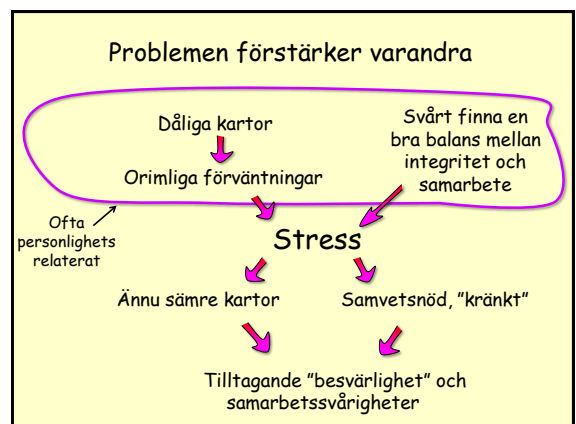 Problemen förstärker varandra
Dåliga kartor
Orimliga förväntningar
Svårt finna en
bra balans mellan
integritet och
samarbete
Ofta
personlighets
relaterat
Stress
Ännu sämre kartor
Samvetsnöd, ”kränkt”
Tilltagande ”besvärlighet” och
samarbetssvårigheter